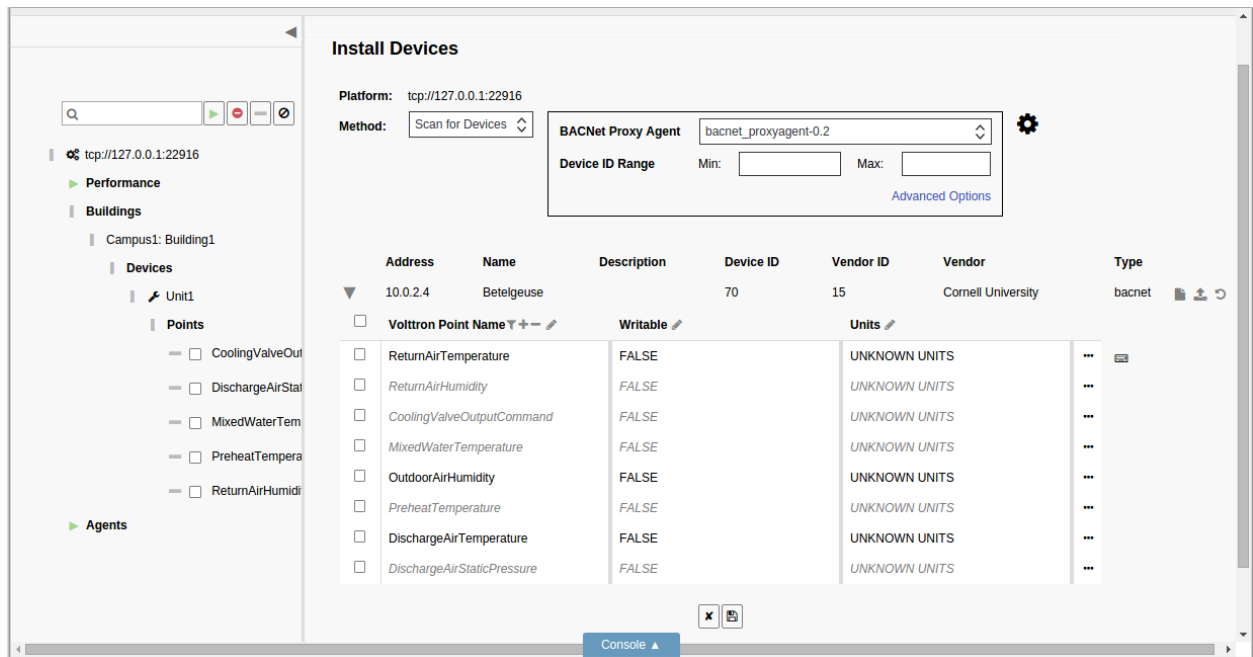 Install Devices
Platform: tcp://127.0.0.1:22916
Method: Scan for Devices
BACNet Proxy Agent bacnet_proxyagent-0.2
Device ID Range Min: Max:
Advanced Options
tcp://127.0.0.1:22916
Performance
Buildings
Campus1: Building1
Devices
Unit1
Points
CoolingValveOut
DischargeAirStat
MixedWaterTem
PreheatTempera
ReturnAirHumidi
Agents
Address Name Description Device ID Vendor ID Vendor Type
10.0.2.4 Betelgeuse 70 15 Cornell University bacnet
Volttron Point Name Writable Units
ReturnAirTemperature FALSE UNKNOWN UNITS
ReturnAirHumidity FALSE UNKNOWN UNITS
CoolingValveOutputCommand FALSE UNKNOWN UNITS
MixedWaterTemperature FALSE UNKNOWN UNITS
OutdoorAirHumidity FALSE UNKNOWN UNITS
PreheatTemperature FALSE UNKNOWN UNITS
DischargeAirTemperature FALSE UNKNOWN UNITS
DischargeAirStaticPressure FALSE UNKNOWN UNITS
Console ▲